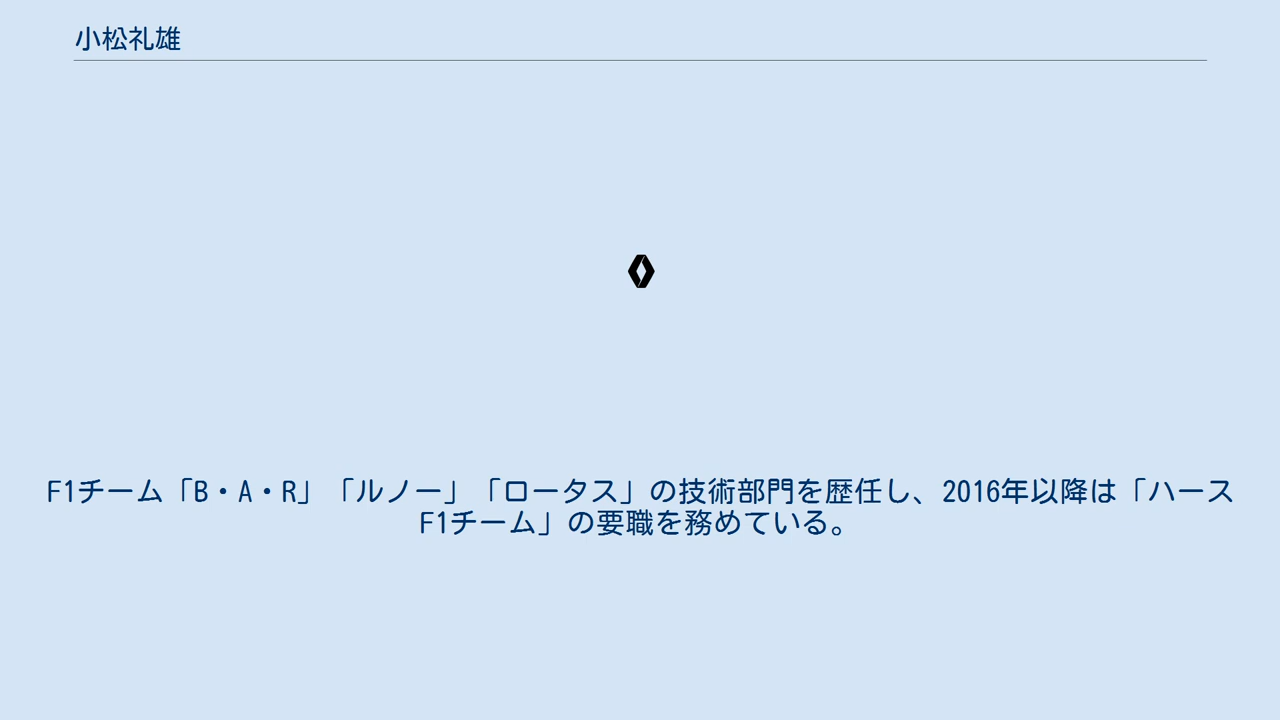 小松礼雄
F1チーム「B・A・R」「ルノー」「ロータス」の技術部門を歴任し、2016年以降は「ハース
F1チーム」の要職を務めている。